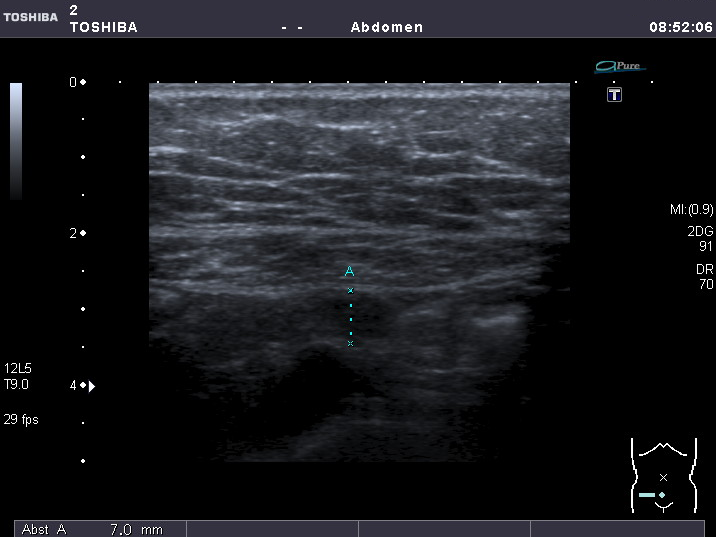 TOSHIBA
2
TOSHIBA - - Abdomen 08:52:06
aPure
T
0
MI:(0.9)
2DG
91
DR
70
2
A
12L5
T9.0
4
29 fps
Abst A 7.0 mm